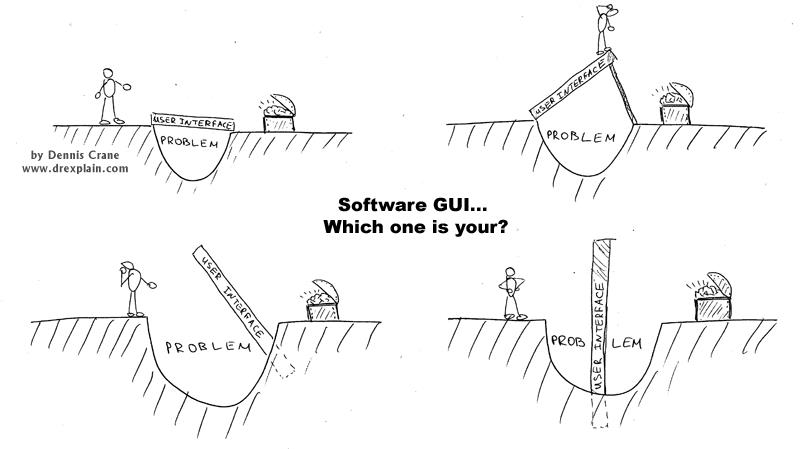 USER INTERFACE
PROBLEM
by Dennis Crane
www.drexplain.com
USER INTERFACE
PROBLEM
Software GUI...
Which one is your?
USER INTERFACE
PROBLEM
PROB LEM
USER INTERFACE